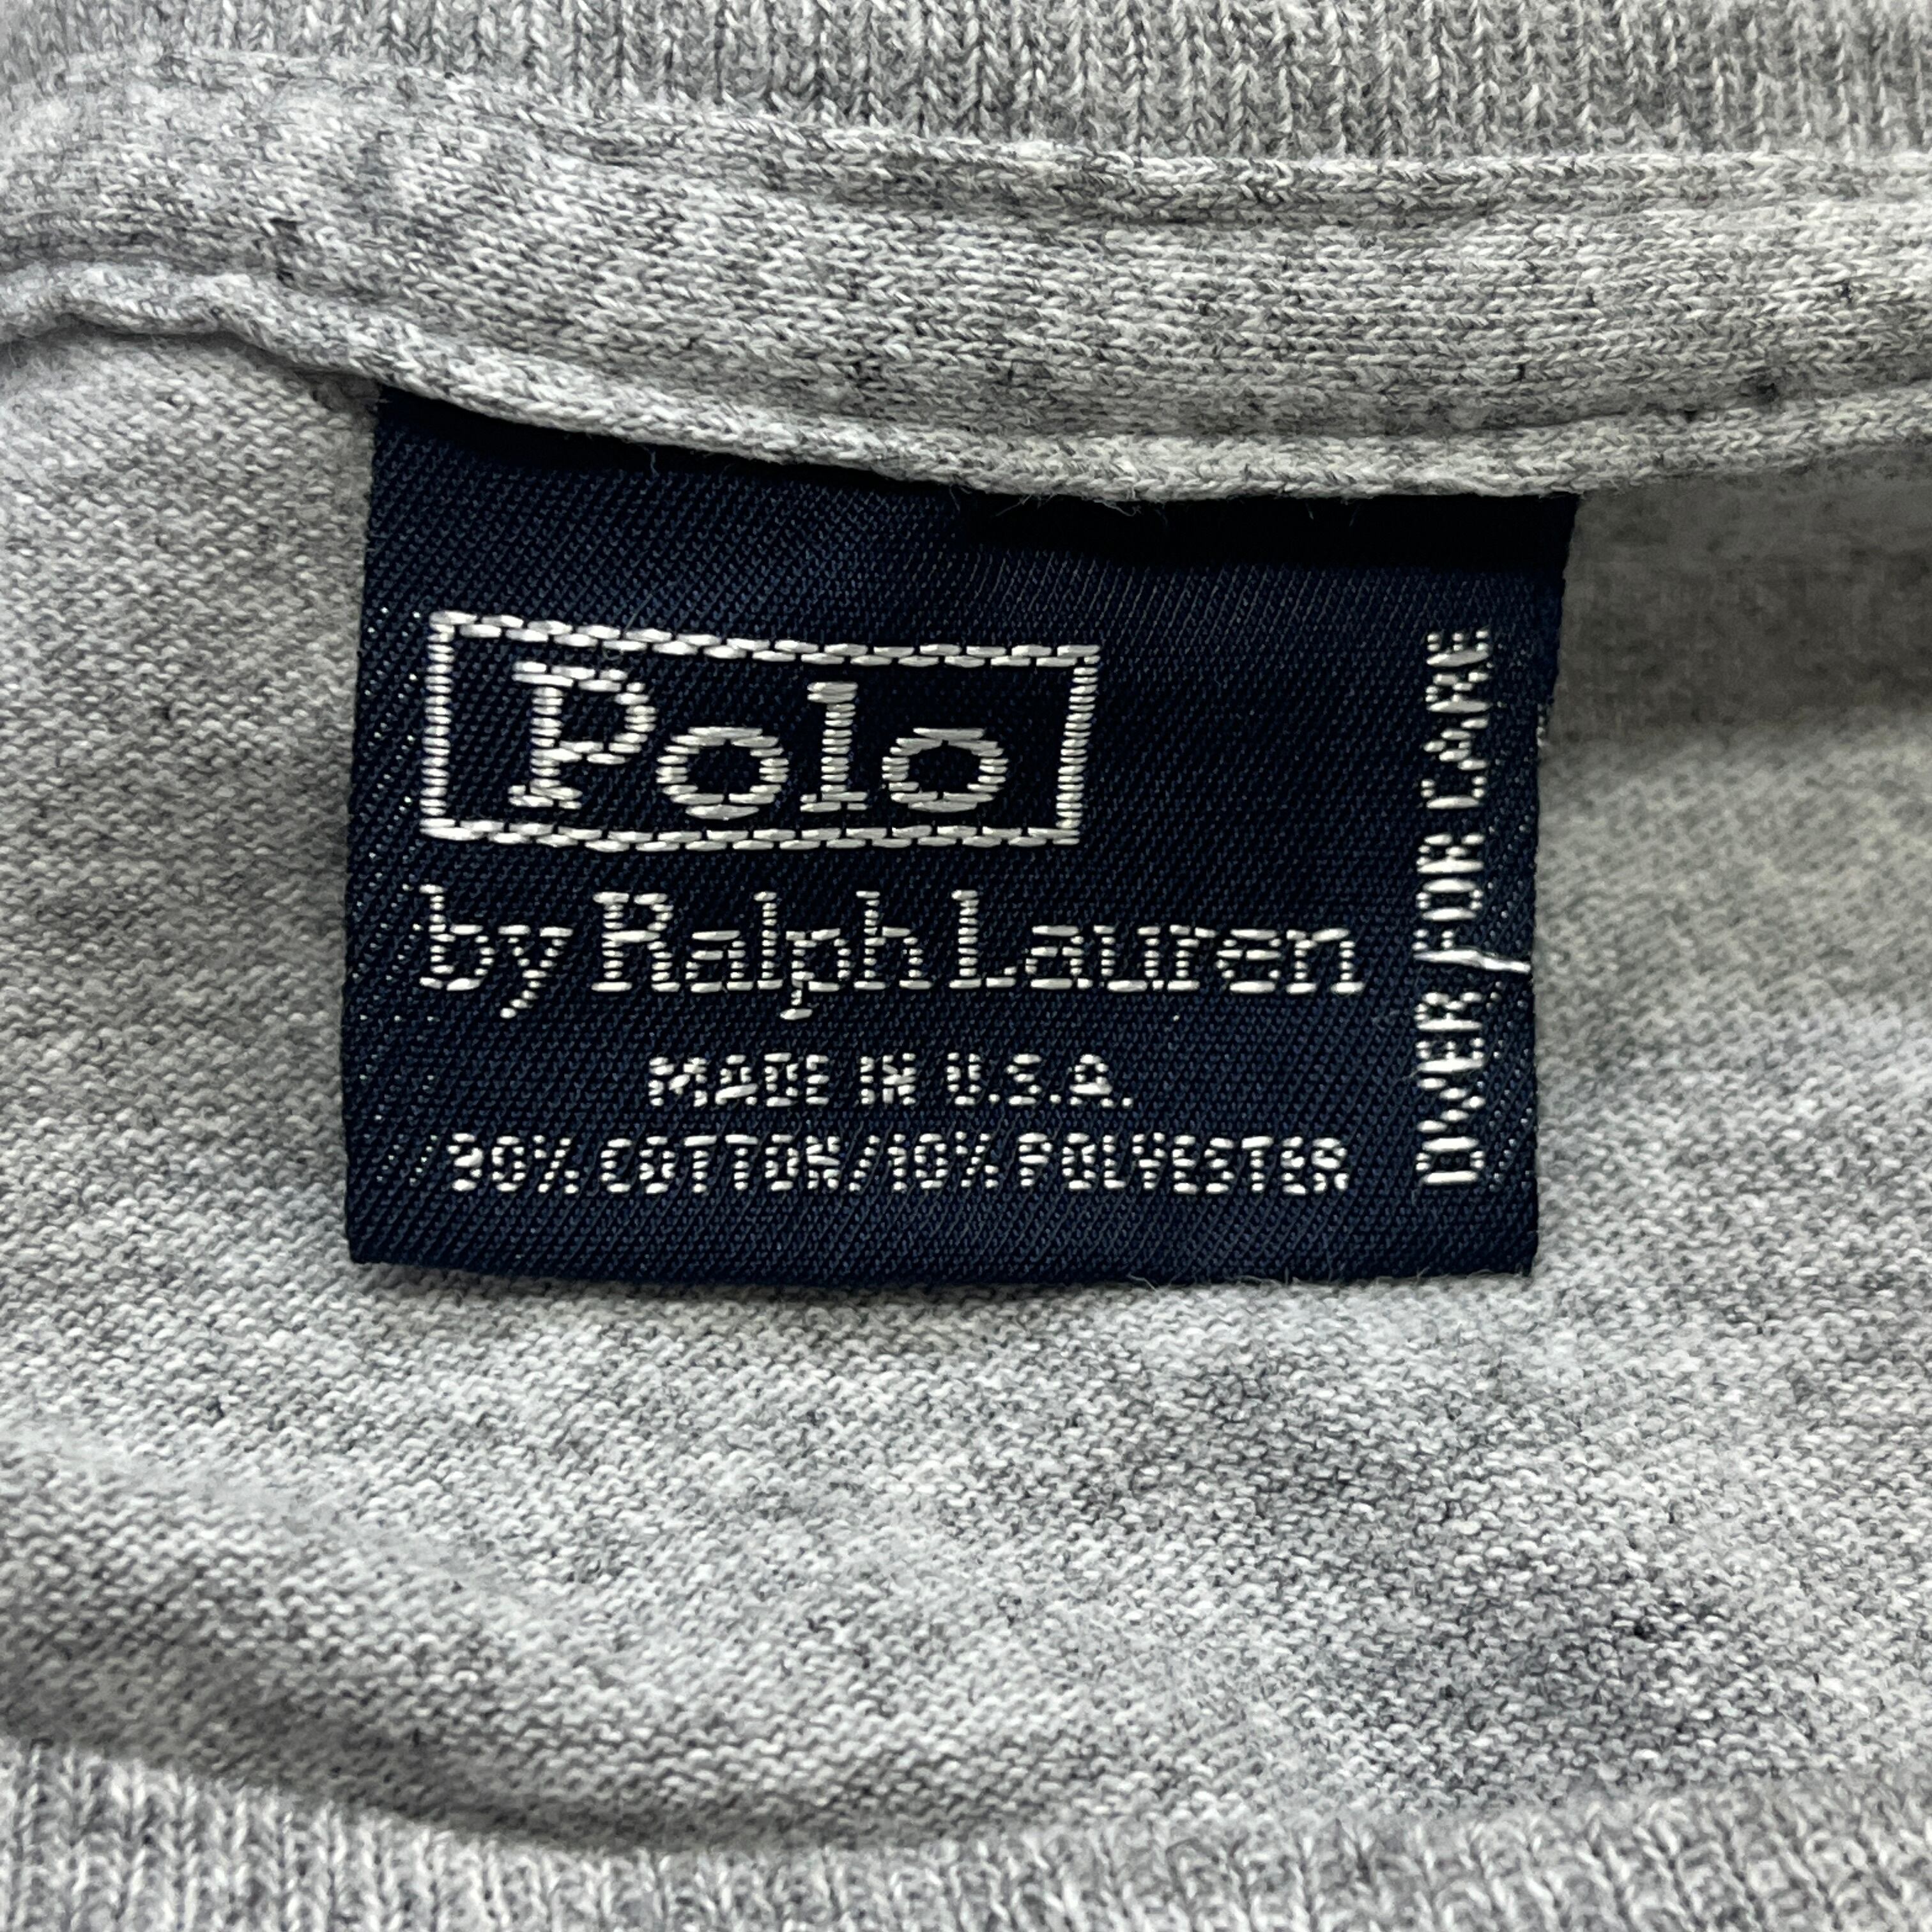 Polo
by Ralph Lauren
MADE IN U.S.A.
90% COTTON/10% POLYESTER
OVER/FOR CARE